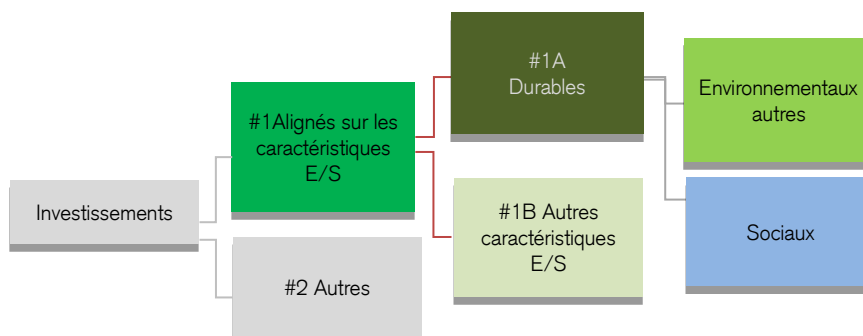 Investissements
#1Alignés sur les
caractéristiques
E/S
#2 Autres
#1A
Durables
#1B Autres
caractéristiques
E/S
Environnementaux
autres
Sociaux